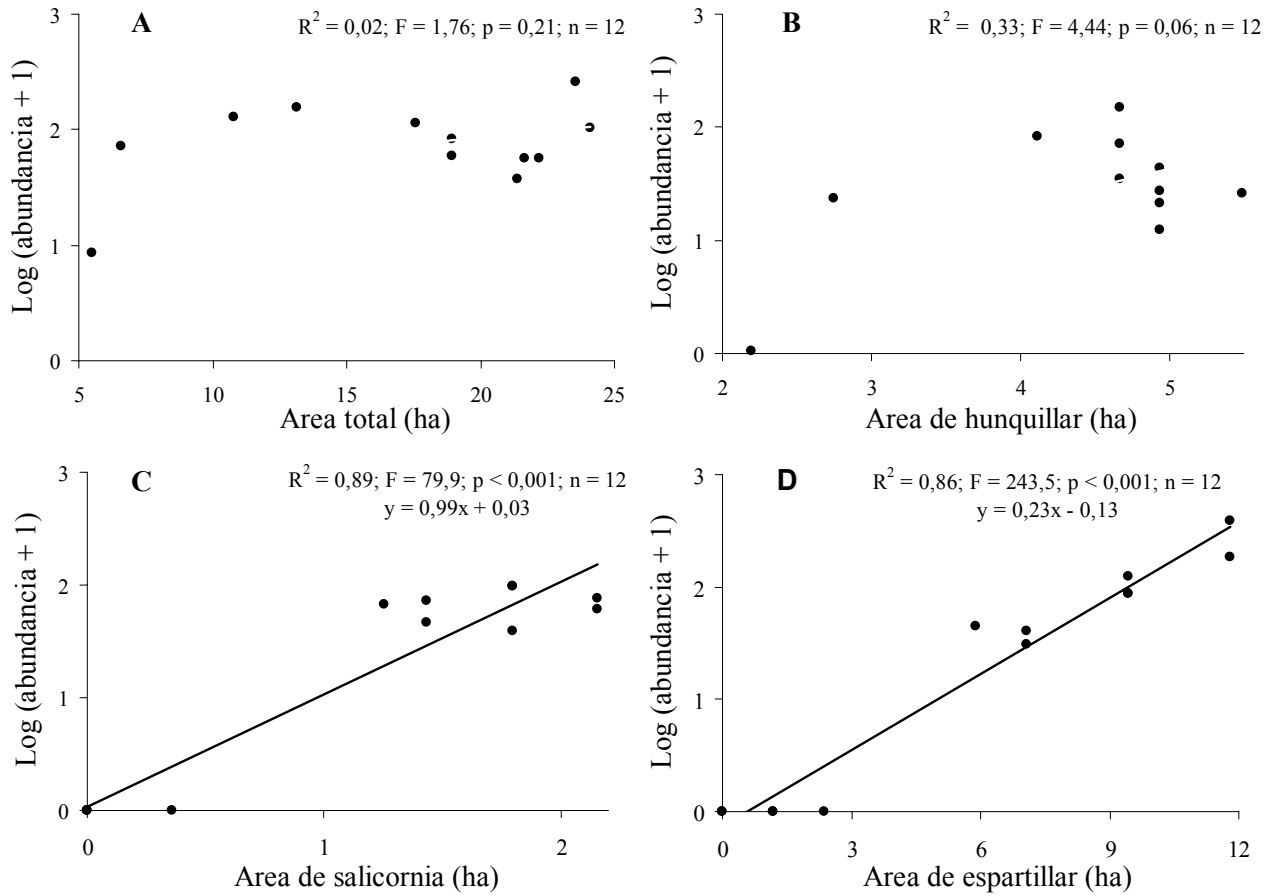 A
R² = 0,02; F = 1,76; p = 0,21; n = 12
3
2
1
0
Log (abundancia + 1)
5 10 15 20 25
Area total (ha)
B
R² = 0,33; F = 4,44; p = 0,06; n = 12
3
2
1
0
Log (abundancia + 1)
2 3 4 5
Area de hunquillar (ha)
C
R² = 0,89; F = 79,9; p < 0,001; n = 12
y = 0,99x + 0,03
3
2
1
0
Log (abundancia + 1)
0 1 2
Area de salicornia (ha)
D
R² = 0,86; F = 243,5; p < 0,001; n = 12
y = 0,23x - 0,13
3
2
1
0
Log (abundancia + 1)
0 3 6 9 12
Area de espartillar (ha)